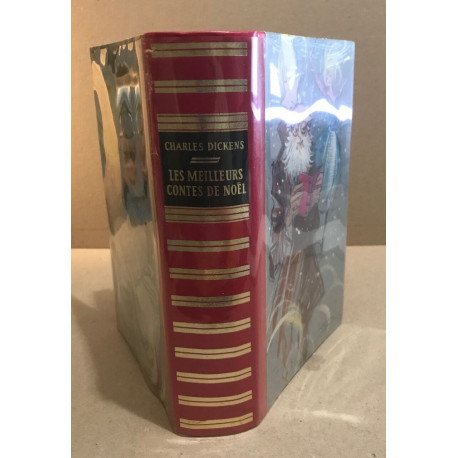 CHARLES DICKENS
LES MEILLEURS
CONTES DE NOËL